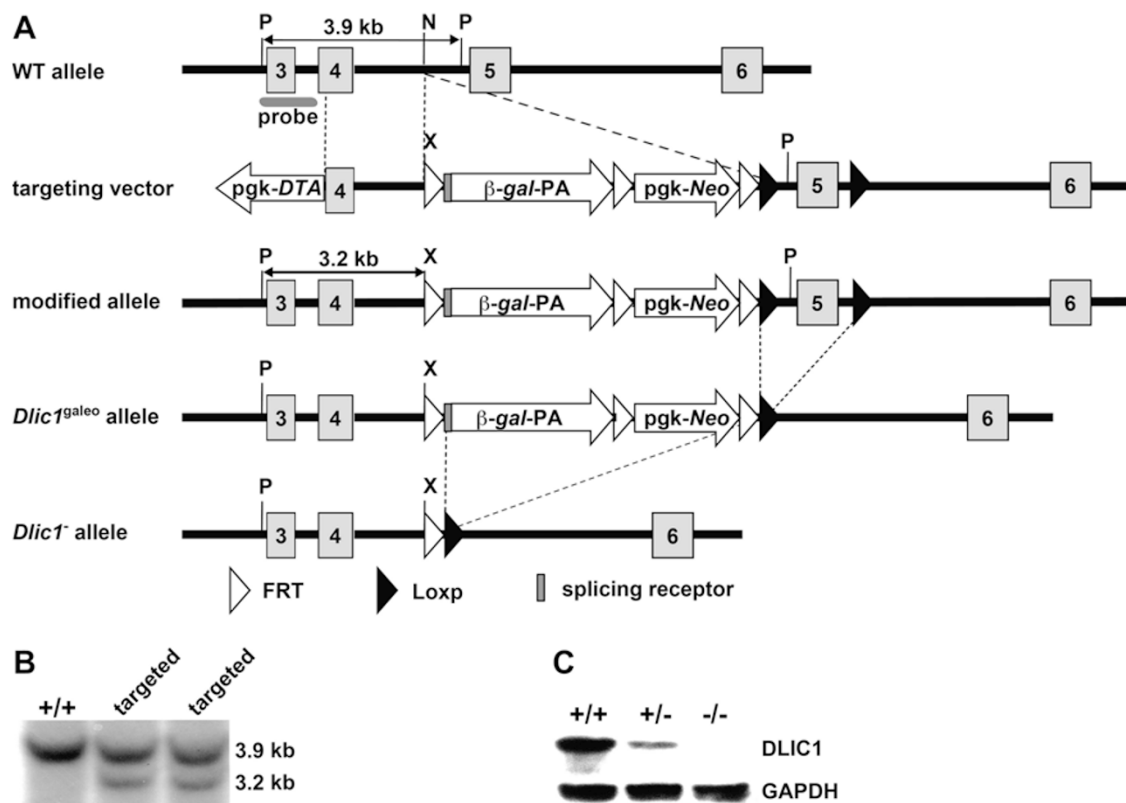 A
P 3.9 kb N P
WT allele 3 4 5 6
probe
X P
targeting vector pgk-DTA 4 β-gal-PA pgk-Neo 5 6
P 3.2 kb X P
modified allele 3 4 β-gal-PA pgk-Neo 5 6
P X
Dlic1galeo allele 3 4 β-gal-PA pgk-Neo 6
P X
Dlic1- allele 3 4 6
FRT Loxp splicing receptor
B
+/+ targeted targeted
3.9 kb
3.2 kb
C
+/+ +/- -/-
DLIC1
GAPDH